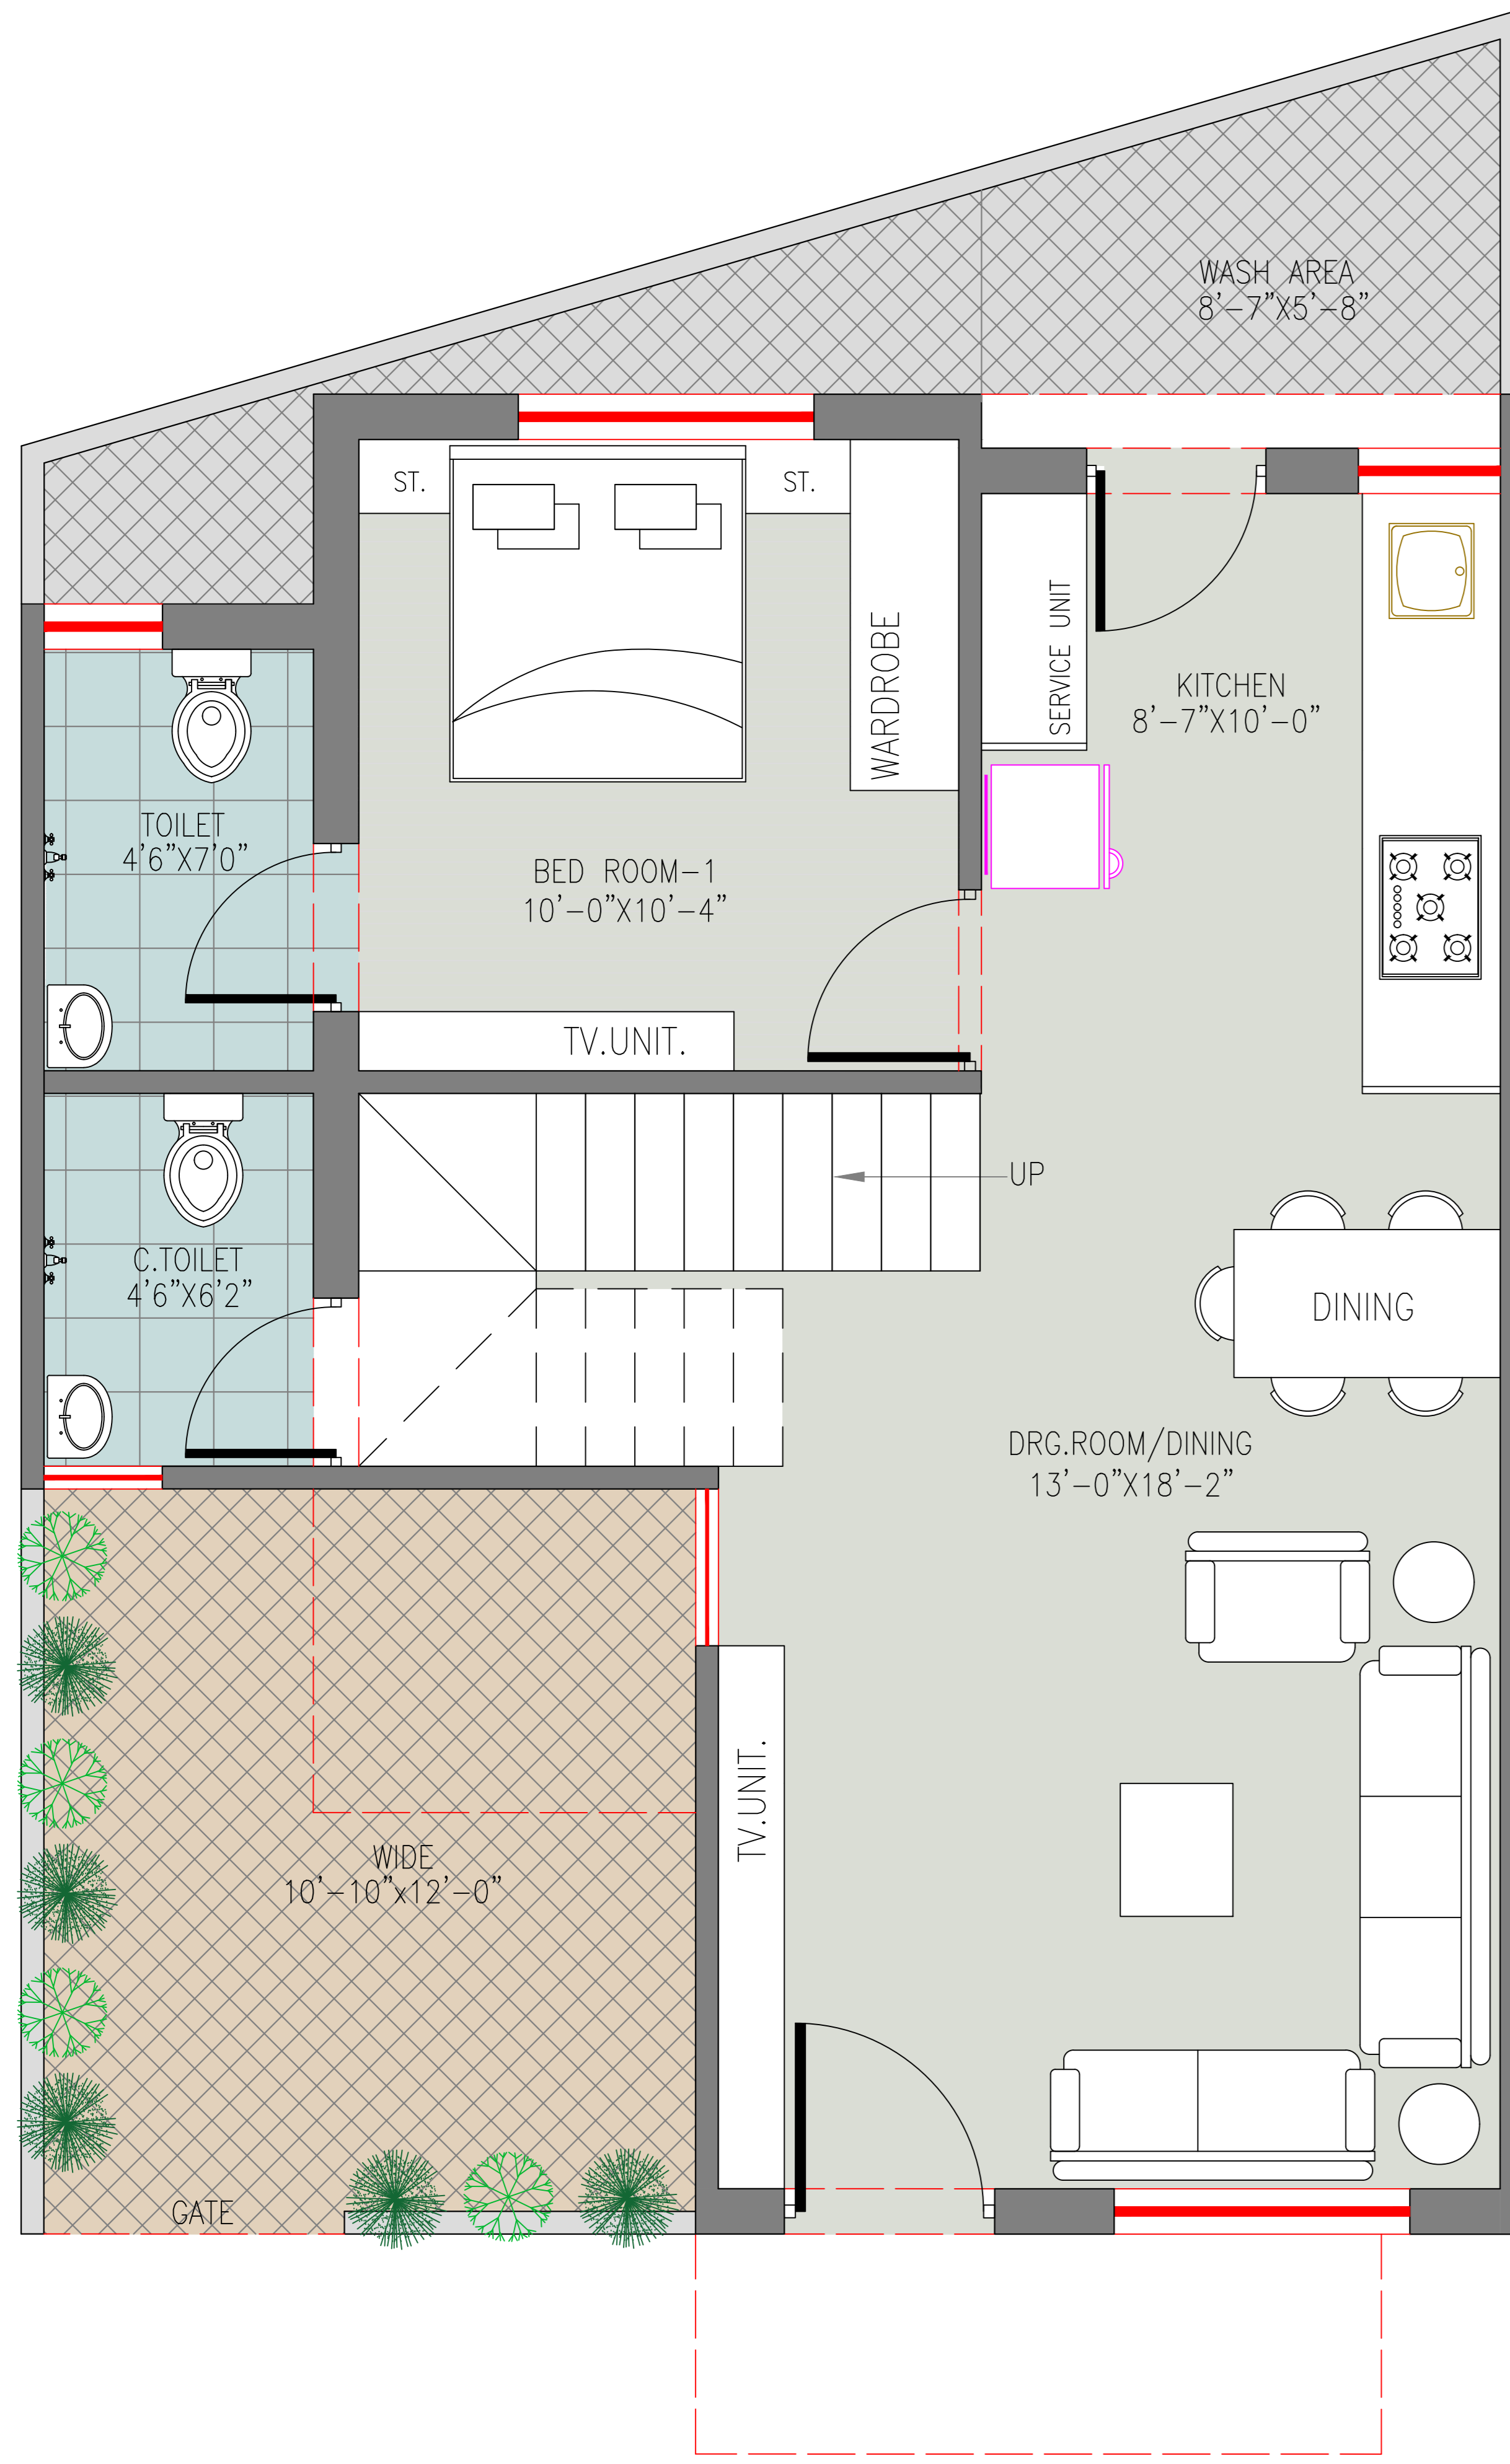 WASH AREA
8'-7"X5'-8"
ST.
ST.
WARDROBE
SERVICE UNIT
KITCHEN
8'-7"X10'-0"
TOILET
4'6"X7'0"
BED ROOM-1
10'-0"X10'-4"
TV.UNIT.
UP
C.TOILET
4'6"X6'2"
DINING
DRG.ROOM/DINING
13'-0"X18'-2"
TV.UNIT.
WIDE
10'-10"x12'-0"
GATE